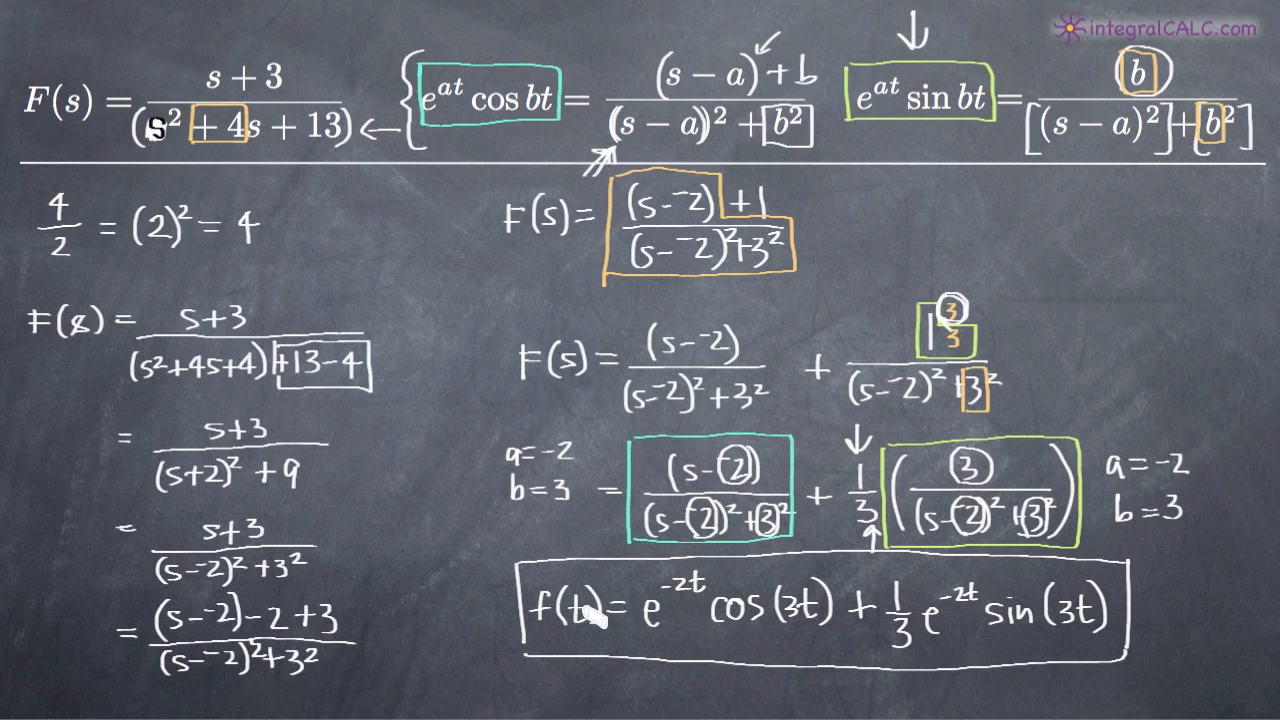 integralCALC.com
F(s) = (s + 3)/(s² + 4s + 13) ← { e^{at} cos bt = ((s − a) + b)/((s − a)² + b²) ↓ e^{at} sin bt = (b)/([(s − a)²] + [b²])
4/2 = (2)² = 4
F(s) = (s+3)/((s²+4s+4)+13−4)
= (s+3)/((s+2)² + 9)
= (s+3)/((s−−2)² + 3²)
= ((s−−2)−2+3)/((s−−2)²+3²)
F(s) = ((s−−2)+1)/((s−−2)²+3²)
F(s) = (s−−2)/((s−−2)²+3²) + (1 3/3)/((s−−2)²+3²)
a=−2
b=3
= (s−−2)/((s−−2)²+3²) + 1/3 ((3)/((s−−2)²+3²))
a=−2
b=3
f(t) = e^{−2t} cos(3t) + 1/3 e^{−2t} sin(3t)